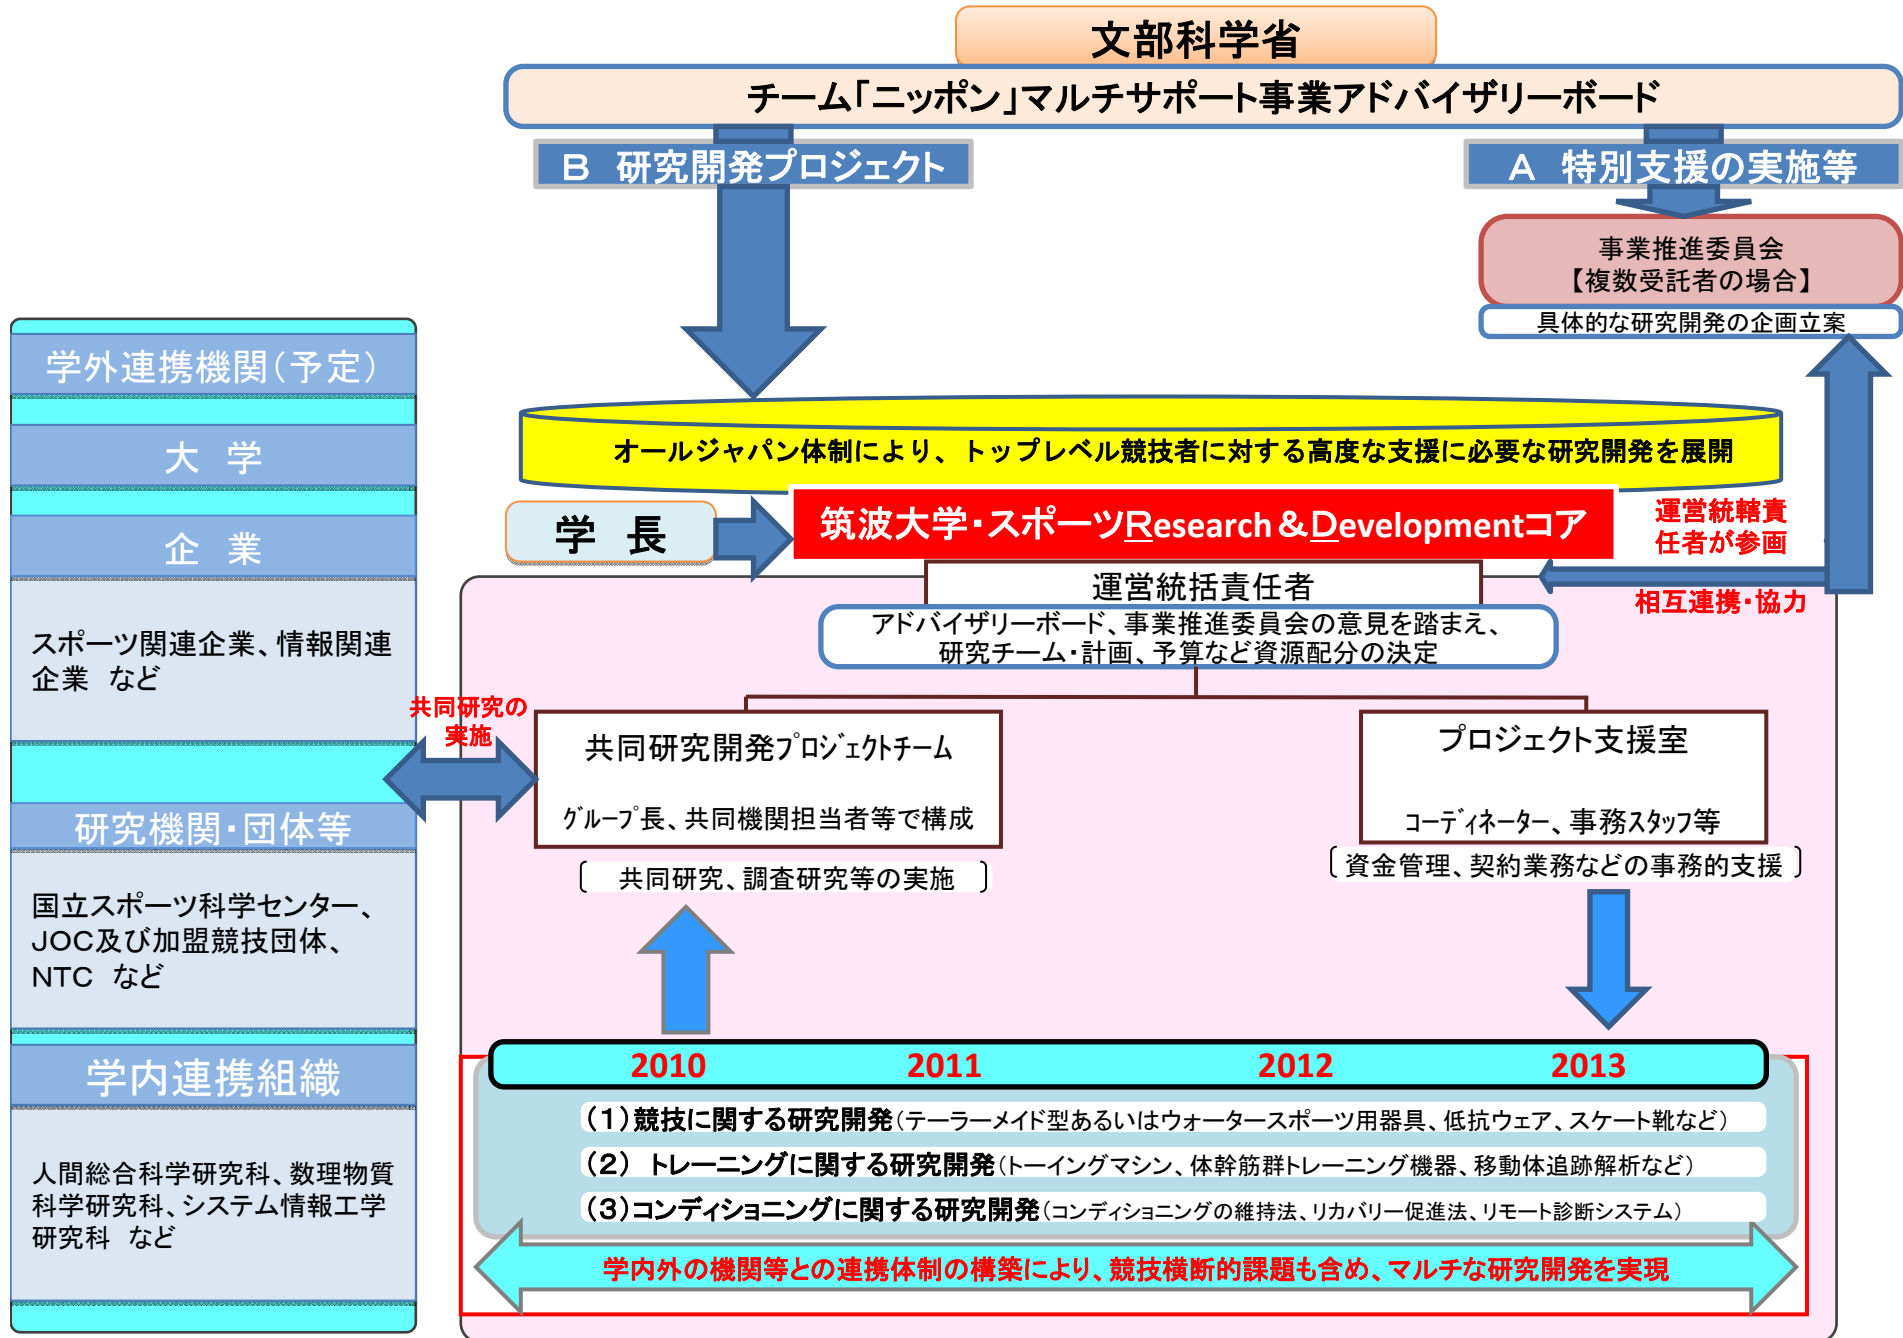 文部科学省
チーム「ニッポン」マルチサポート事業アドバイザリーボード
Ｂ　研究開発プロジェクト
Ａ　特別支援の実施等
事業推進委員会
【複数受託者の場合】
具体的な研究開発の企画立案
学外連携機関（予定）
大　学
企　業
スポーツ関連企業、情報関連
企業　など
研究機関・団体等
国立スポーツ科学センター、
ＪＯＣ及び加盟競技団体、
ＮＴＣ　など
学内連携組織
人間総合科学研究科、数理物質
科学研究科、システム情報工学
研究科　など
オールジャパン体制により、トップレベル競技者に対する高度な支援に必要な研究開発を展開
学　長
筑波大学・スポーツＲesearch＆Ｄevelopmentコア
運営統轄責
任者が参画
相互連携・協力
運営統括責任者
アドバイザリーボード、事業推進委員会の意見を踏まえ、
研究チーム・計画、予算など資源配分の決定
共同研究の
実施
共同研究開発ﾌﾟﾛｼﾞｪｸﾄチーム
ｸﾞﾙｰﾌﾟ長、共同機関担当者等で構成
共同研究、調査研究等の実施
プロジェクト支援室
ｺｰﾃﾞｨﾈｰﾀｰ、事務ｽﾀｯﾌ等
資金管理、契約業務などの事務的支援
2010 2011 2012 2013
（１）競技に関する研究開発（テーラーメイド型あるいはウォータースポーツ用器具、低抗ウェア、スケート靴など）
（２）　トレーニングに関する研究開発（トーイングマシン、体幹筋群トレーニング機器、移動体追跡解析など）
（３）コンディショニングに関する研究開発（コンディショニングの維持法、リカバリー促進法、リモート診断システム）
学内外の機関等との連携体制の構築により、競技横断的課題も含め、マルチな研究開発を実現